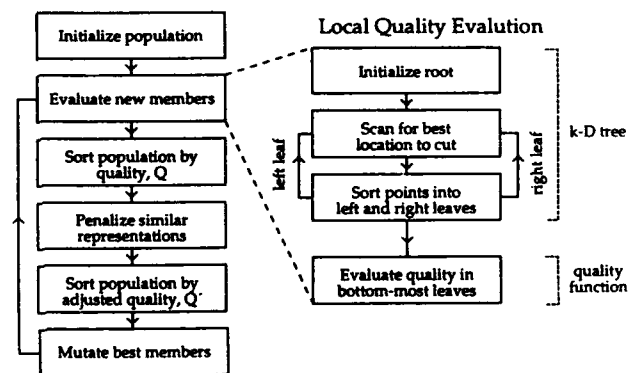 Local Quality Evalution
Initialize population
Evaluate new members
Sort population by
quality, Q
Penalize similar
representations
Sort population by
adjusted quality, Q'
Mutate best members
Initialize root
Scan for best
location to cut
left leaf
right leaf
Sort points into
left and right leaves
Evaluate quality in
bottom-most leaves
k-D tree
quality
function